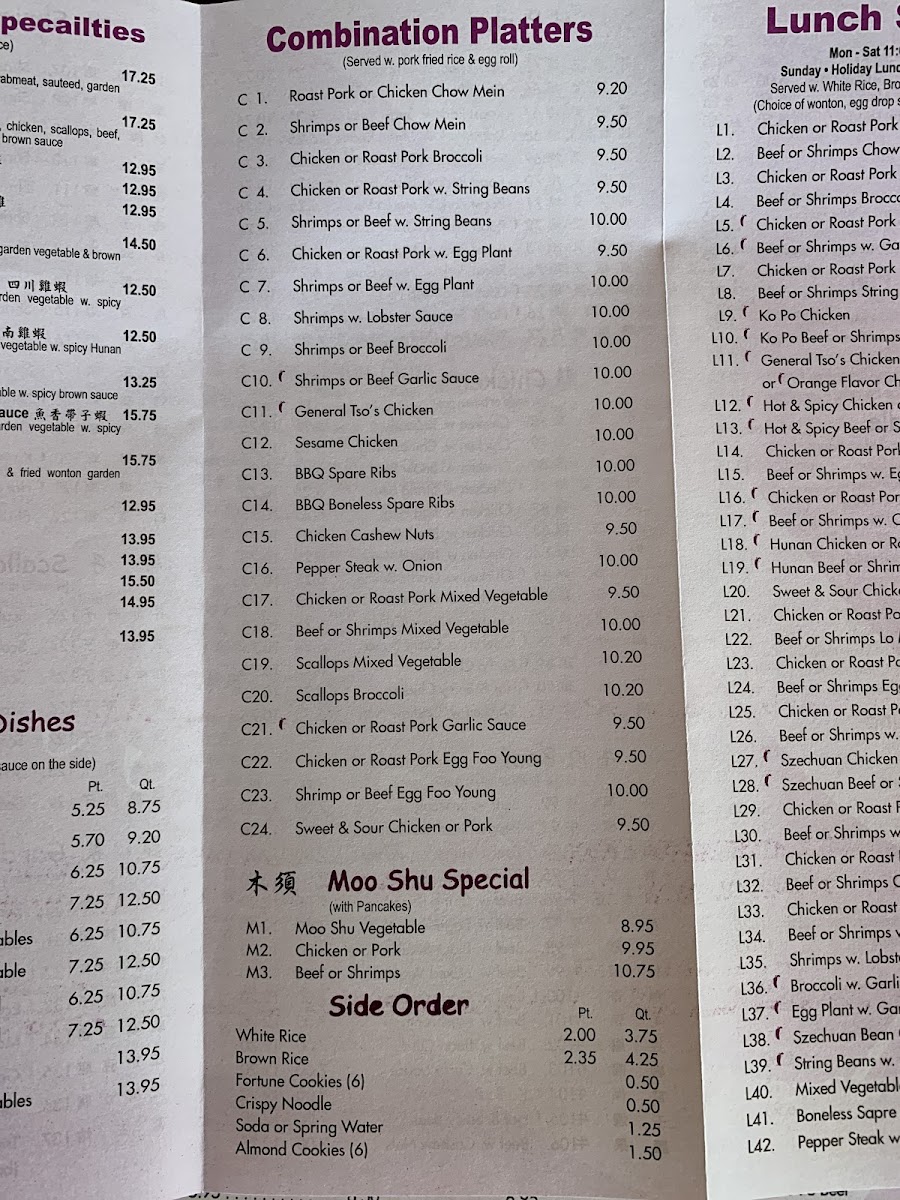 pecailties
ce)
abmeat, sauteed, garden 17.25
, chicken, scallops, beef, 17.25
brown sauce
12.95
12.95
12.95
garden vegetable & brown 14.50
四川雞蝦 12.50
rden vegetable w. spicy
南雞蝦 12.50
vegetable w. spicy Hunan
13.25
ble w. spicy brown sauce
auce 魚香帶子蝦 15.75
rden vegetable w. spicy
15.75
& fried wonton garden
12.95
13.95
13.95
15.50
14.95
13.95
Dishes
sauce on the side)
Pt. Qt.
5.25 8.75
5.70 9.20
6.25 10.75
7.25 12.50
ables 6.25 10.75
able 7.25 12.50
6.25 10.75
7.25 12.50
13.95
ables 13.95
Combination Platters
(Served w. pork fried rice & egg roll)
C 1. Roast Pork or Chicken Chow Mein 9.20
C 2. Shrimps or Beef Chow Mein 9.50
C 3. Chicken or Roast Pork Broccoli 9.50
C 4. Chicken or Roast Pork w. String Beans 9.50
C 5. Shrimps or Beef w. String Beans 10.00
C 6. Chicken or Roast Pork w. Egg Plant 9.50
C 7. Shrimps or Beef w. Egg Plant 10.00
C 8. Shrimps w. Lobster Sauce 10.00
C 9. Shrimps or Beef Broccoli 10.00
C10. Shrimps or Beef Garlic Sauce 10.00
C11. General Tso's Chicken 10.00
C12. Sesame Chicken 10.00
C13. BBQ Spare Ribs 10.00
C14. BBQ Boneless Spare Ribs 10.00
C15. Chicken Cashew Nuts 9.50
C16. Pepper Steak w. Onion 10.00
C17. Chicken or Roast Pork Mixed Vegetable 9.50
C18. Beef or Shrimps Mixed Vegetable 10.00
C19. Scallops Mixed Vegetable 10.20
C20. Scallops Broccoli 10.20
C21. Chicken or Roast Pork Garlic Sauce 9.50
C22. Chicken or Roast Pork Egg Foo Young 9.50
C23. Shrimp or Beef Egg Foo Young 10.00
C24. Sweet & Sour Chicken or Pork 9.50
木須 Moo Shu Special
(with Pancakes)
M1. Moo Shu Vegetable 8.95
M2. Chicken or Pork 9.95
M3. Beef or Shrimps 10.75
Side Order
Pt. Qt.
White Rice 2.00 3.75
Brown Rice 2.35 4.25
Fortune Cookies (6) 0.50
Crispy Noodle 0.50
Soda or Spring Water 1.25
Almond Cookies (6) 1.50
Lunch S
Mon - Sat 11:
Sunday • Holiday Lunc
Served w. White Rice, Bro
(Choice of wonton, egg drop s
L1. Chicken or Roast Pork
L2. Beef or Shrimps Chow
L3. Chicken or Roast Pork
L4. Beef or Shrimps Brocco
L5. Chicken or Roast Pork
L6. Beef or Shrimps w. Ga
L7. Chicken or Roast Pork
L8. Beef or Shrimps String
L9. Ko Po Chicken
L10. Ko Po Beef or Shrimps
L11. General Tso's Chicken
or Orange Flavor Ch
L12. Hot & Spicy Chicken
L13. Hot & Spicy Beef or S
L14. Chicken or Roast Pork
L15. Beef or Shrimps w. Eg
L16. Chicken or Roast Por
L17. Beef or Shrimps w. C
L18. Hunan Chicken or Ro
L19. Hunan Beef or Shrim
L20. Sweet & Sour Chick
L21. Chicken or Roast Po
L22. Beef or Shrimps Lo
L23. Chicken or Roast Po
L24. Beef or Shrimps Egg
L25. Chicken or Roast P
L26. Beef or Shrimps w.
L27. Szechuan Chicken
L28. Szechuan Beef or
L29. Chicken or Roast P
L30. Beef or Shrimps w
L31. Chicken or Roast
L32. Beef or Shrimps C
L33. Chicken or Roast
L34. Beef or Shrimps
L35. Shrimps w. Lobst
L36. Broccoli w. Garli
L37. Egg Plant w. Gar
L38. Szechuan Bean
L39. String Beans w.
L40. Mixed Vegetabl
L41. Boneless Sapre
L42. Pepper Steak w